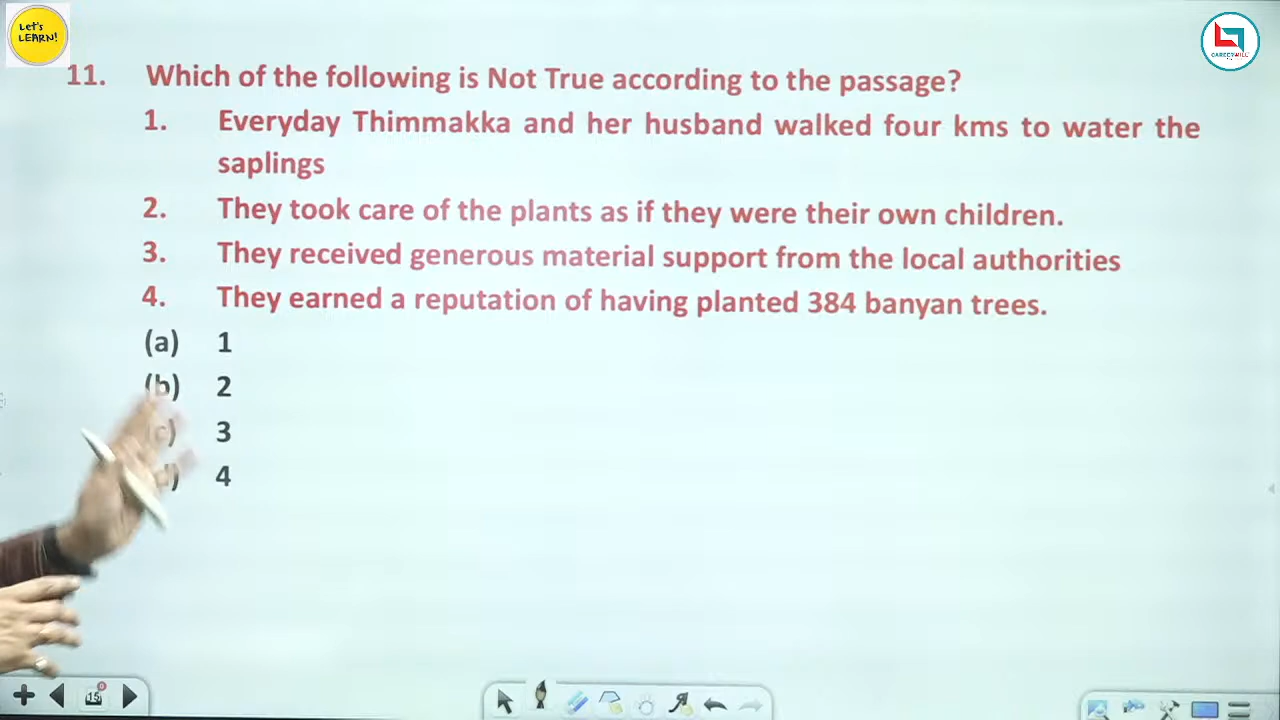 Let's
LEARN!
CAREERWILL
11. Which of the following is Not True according to the passage?
1. Everyday Thimmakka and her husband walked four kms to water the
saplings
2. They took care of the plants as if they were their own children.
3. They received generous material support from the local authorities
4. They earned a reputation of having planted 384 banyan trees.
(a) 1
(b) 2
(c) 3
4
15